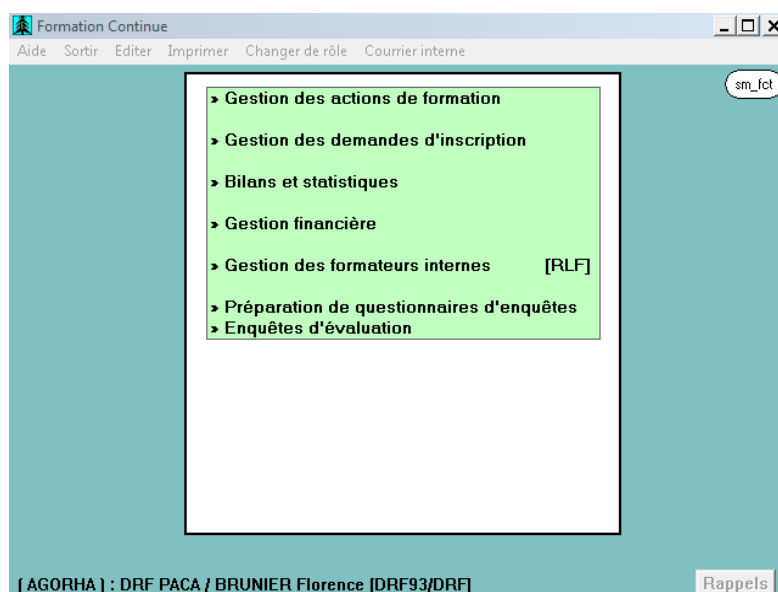 Formation Continue
Aide Sortir Editer Imprimer Changer de rôle Courrier interne
sm_fct
» Gestion des actions de formation
» Gestion des demandes d'inscription
» Bilans et statistiques
» Gestion financière
» Gestion des formateurs internes [RLF]
» Préparation de questionnaires d'enquêtes
» Enquêtes d'évaluation
( AGORHA ) : DRF PACA / BRUNIER Florence [DRF93/DRF]
Rappels